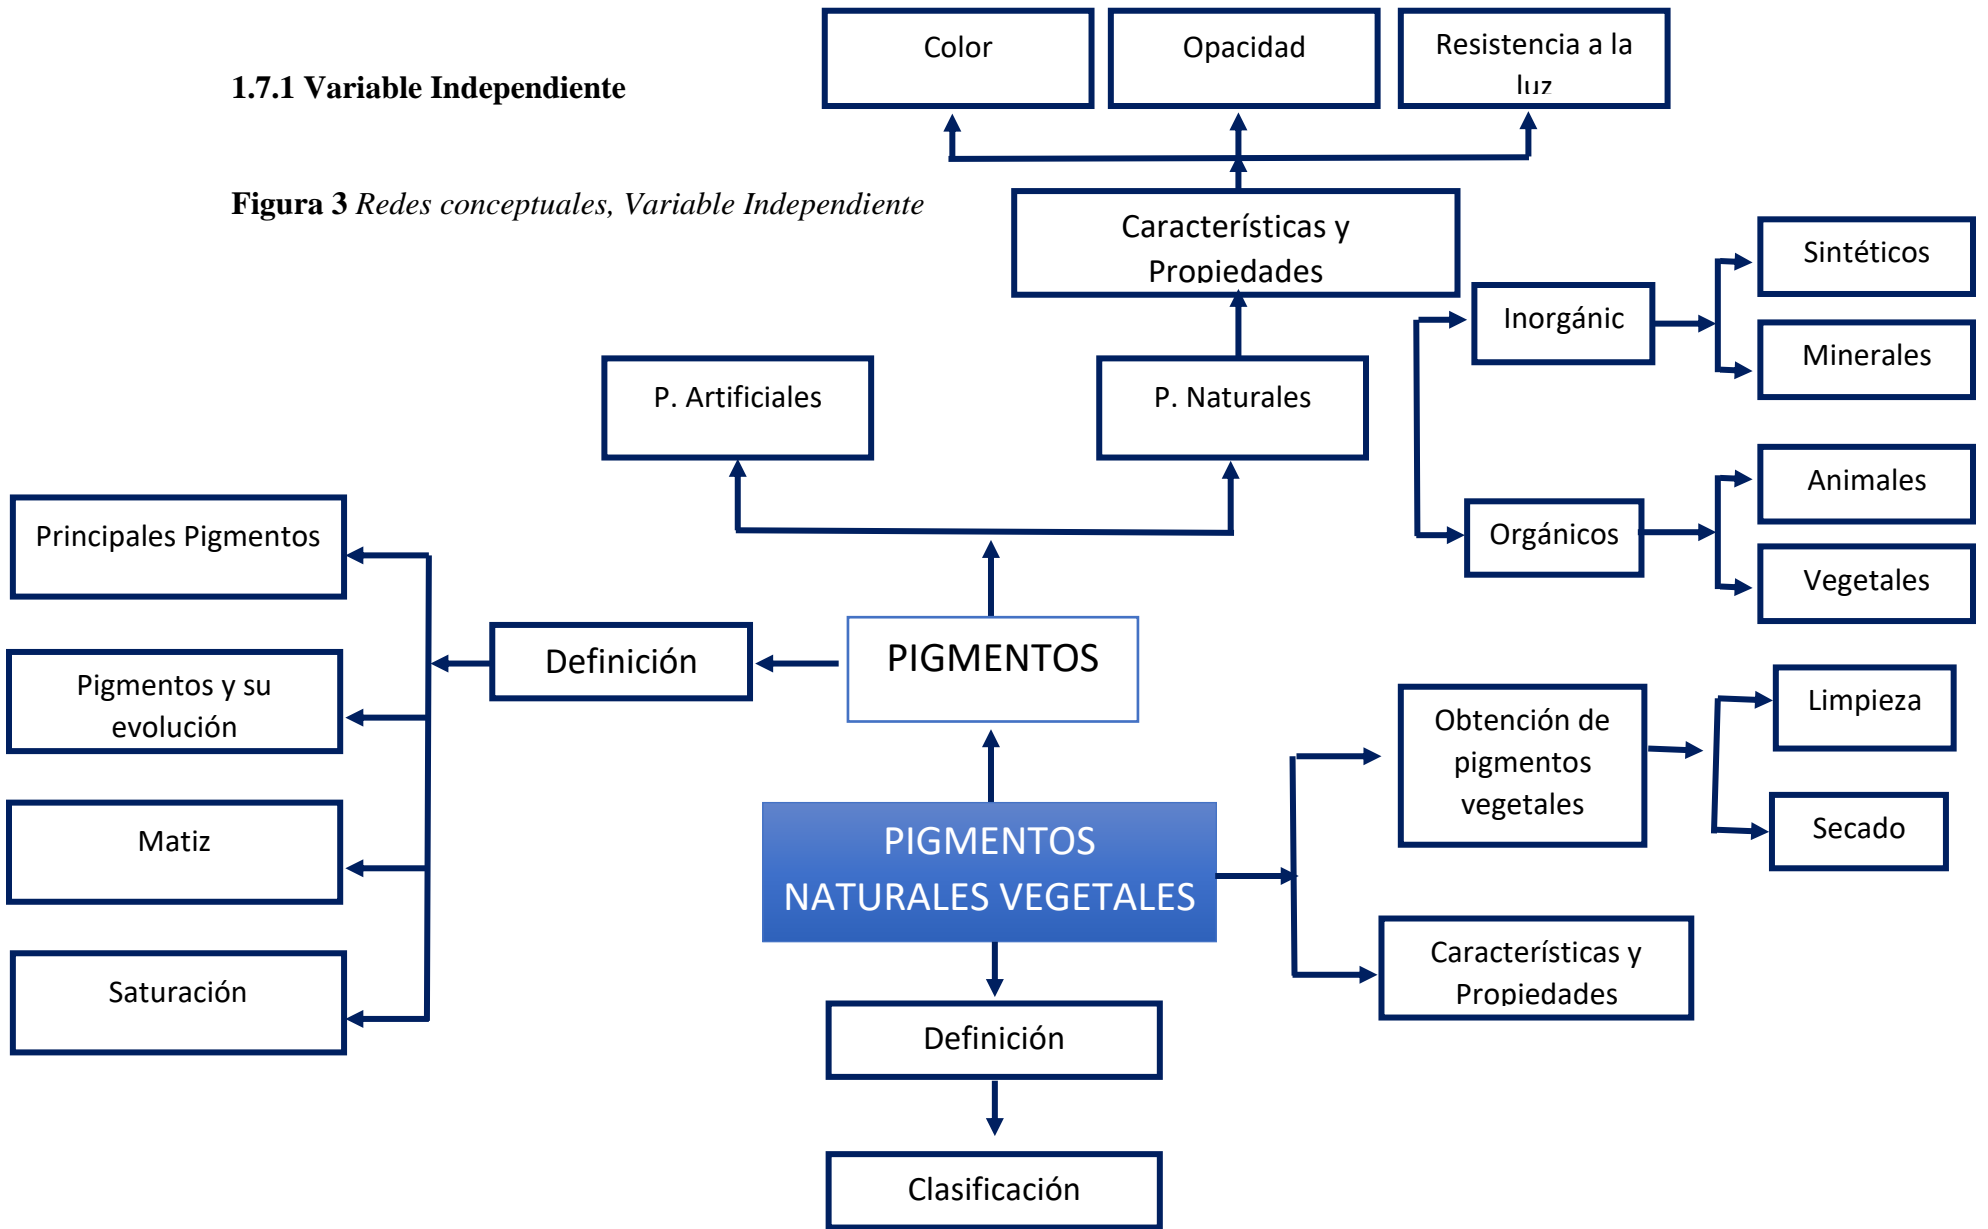 Color
Opacidad
Resistencia a la
luz
1.7.1 Variable Independiente
Figura 3 Redes conceptuales, Variable Independiente
Características y
Propiedades
Sintéticos
Inorgánic
Minerales
P. Artificiales
P. Naturales
Animales
Orgánicos
Vegetales
Principales Pigmentos
Definición
PIGMENTOS
Pigmentos y su
evolución
Obtención de
pigmentos
vegetales
Limpieza
Secado
Matiz
PIGMENTOS
NATURALES VEGETALES
Características y
Propiedades
Saturación
Definición
Clasificación